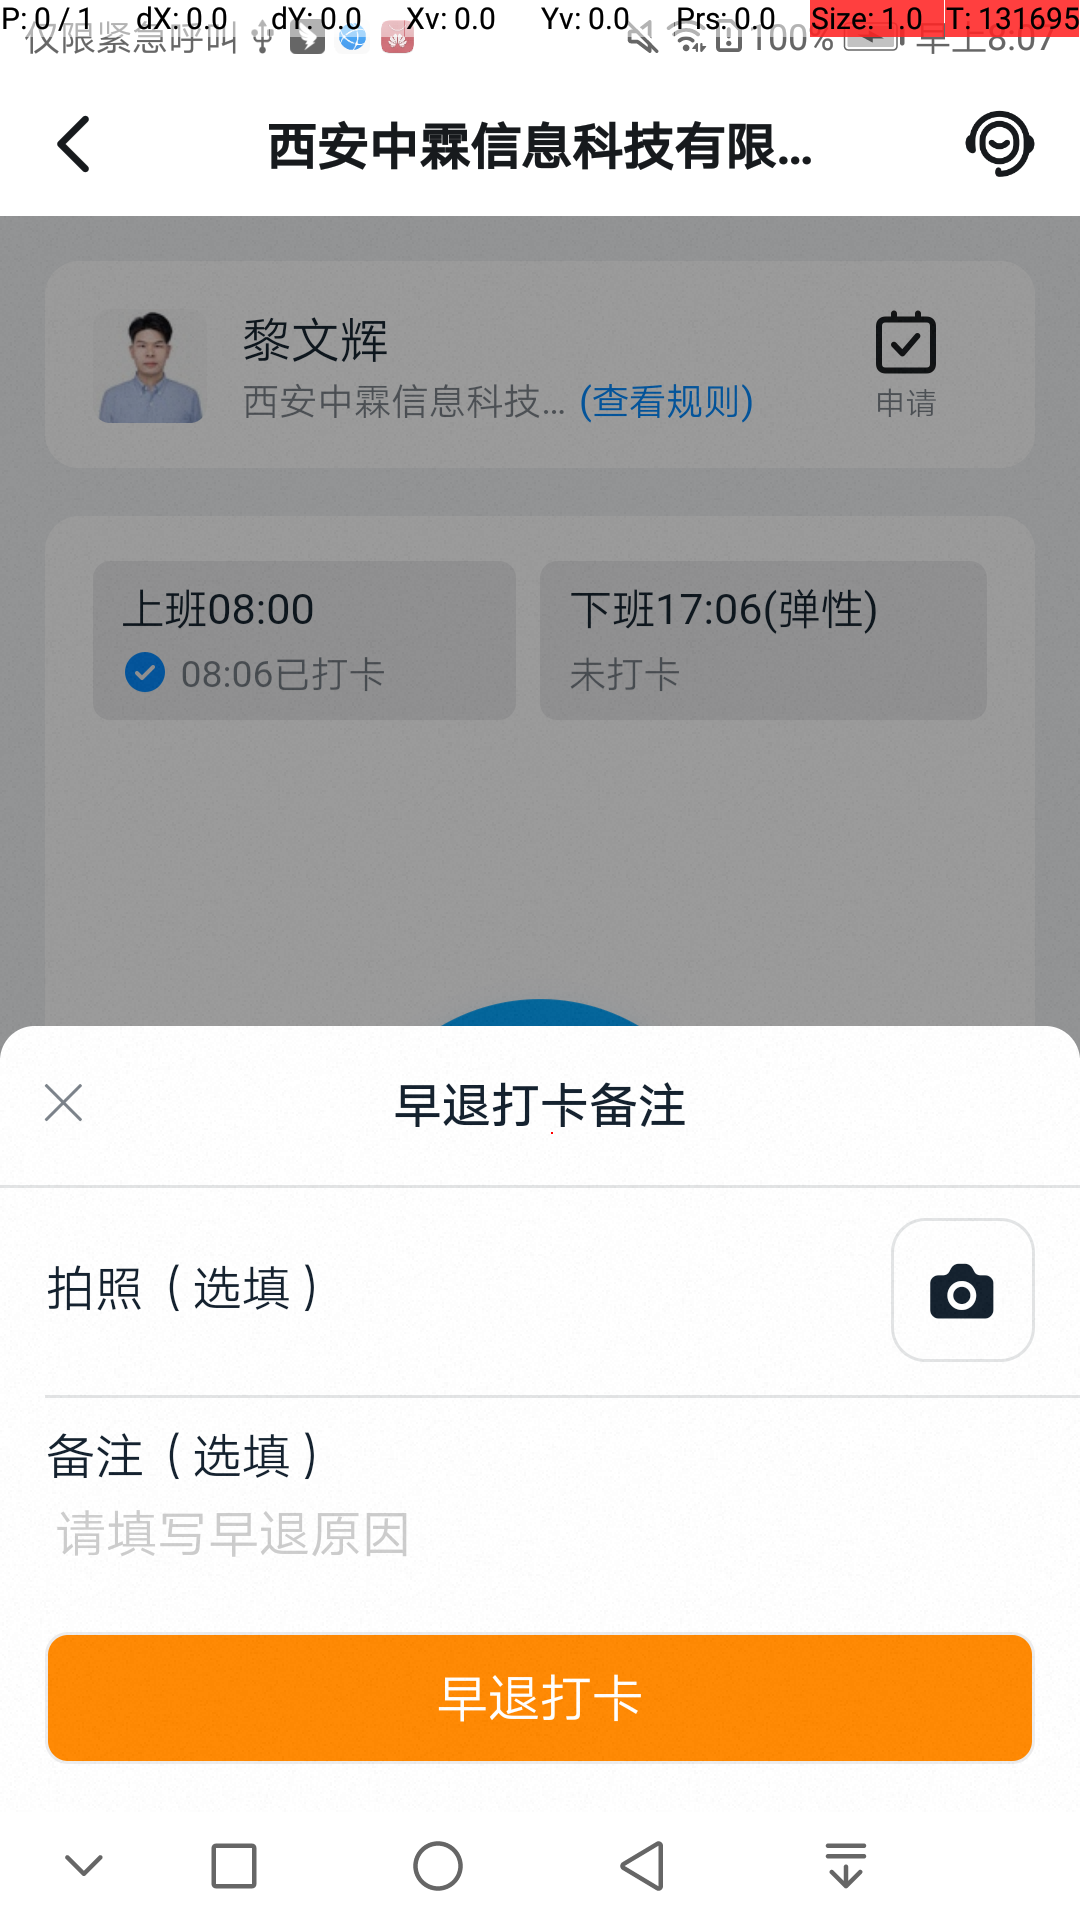 P: 0 / 1 dX: 0.0 dY: 0.0 Xv: 0.0 Yv: 0.0 Prs: 0.0 Size: 1.0 T: 131695
仅限紧急呼叫 100% 早上8:07
西安中霖信息科技有限...
黎文辉
西安中霖信息科技... (查看规则)
申请
上班08:00
08:06已打卡
下班17:06(弹性)
未打卡
早退打卡备注
拍照（选填）
备注（选填）
请填写早退原因
早退打卡